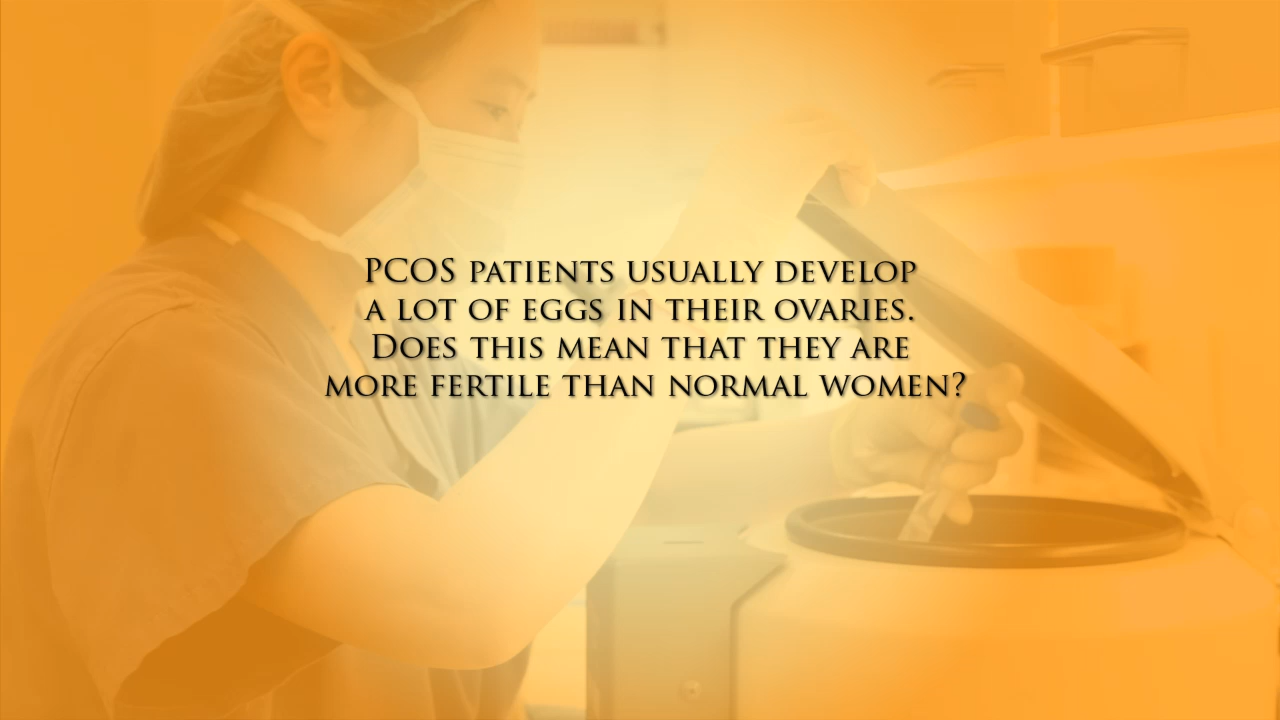 PCOS patients usually develop
a lot of eggs in their ovaries.
Does this mean that they are
more fertile than normal women?